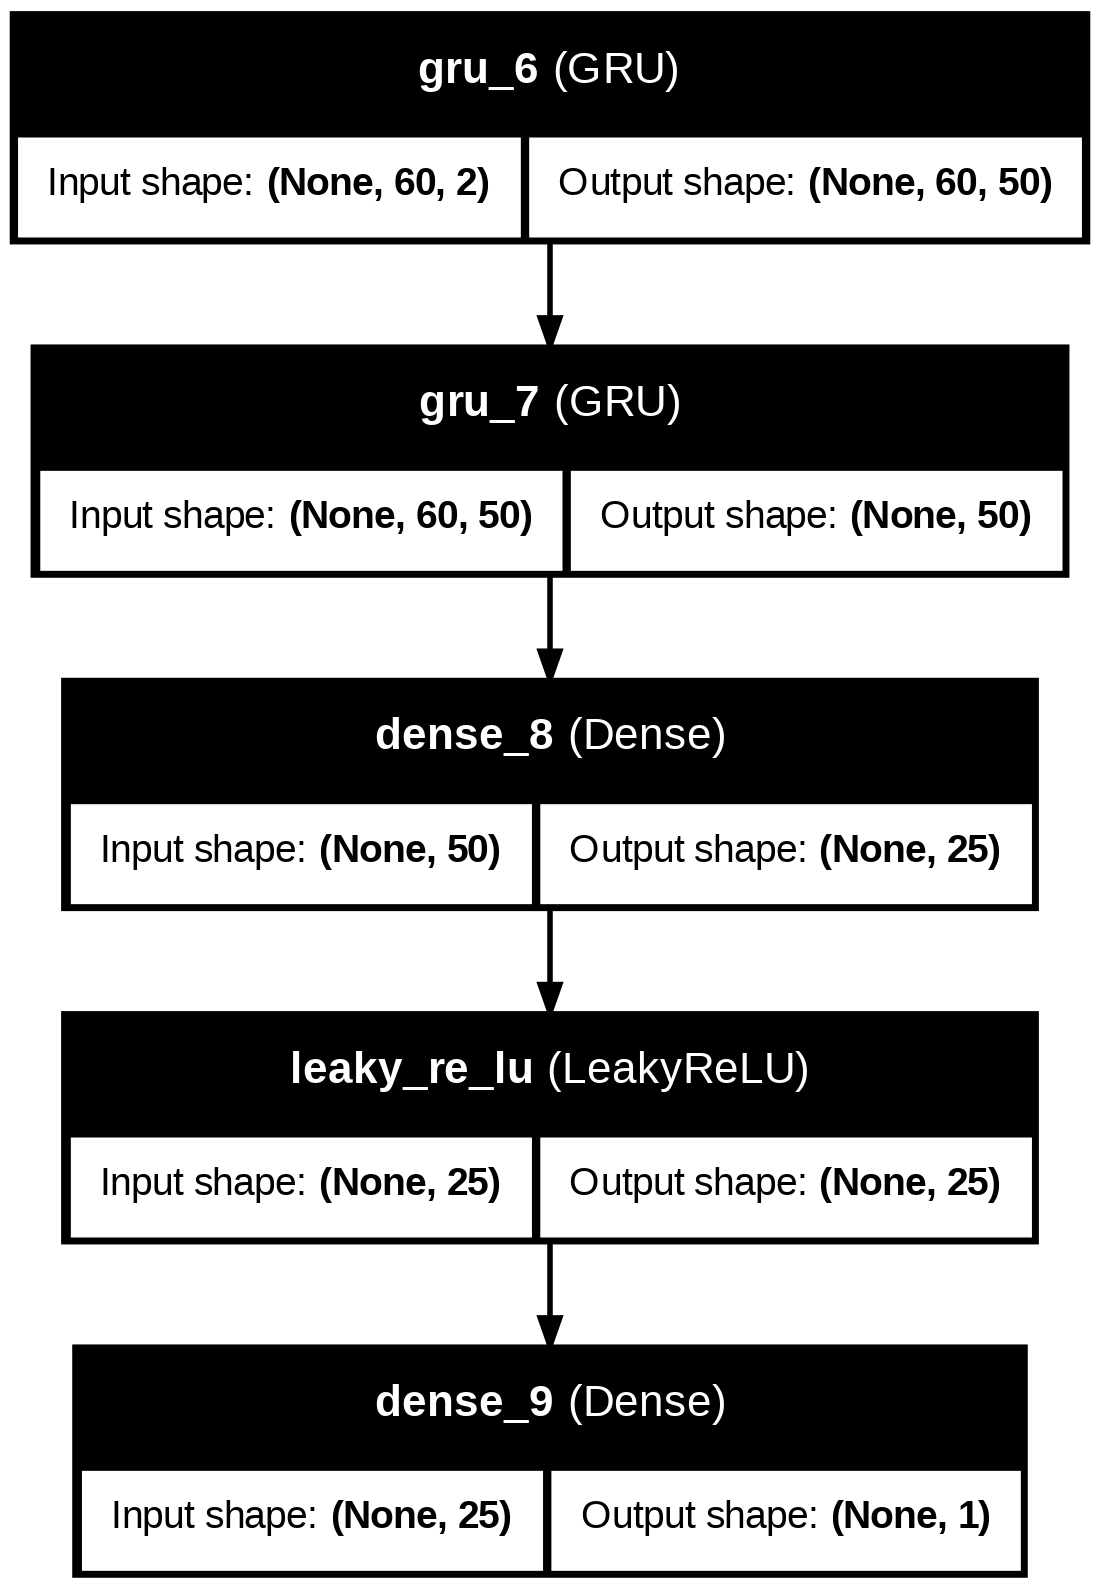 gru_6 (GRU)
Input shape: (None, 60, 2) Output shape: (None, 60, 50)
gru_7 (GRU)
Input shape: (None, 60, 50) Output shape: (None, 50)
dense_8 (Dense)
Input shape: (None, 50) Output shape: (None, 25)
leaky_re_lu (LeakyReLU)
Input shape: (None, 25) Output shape: (None, 25)
dense_9 (Dense)
Input shape: (None, 25) Output shape: (None, 1)